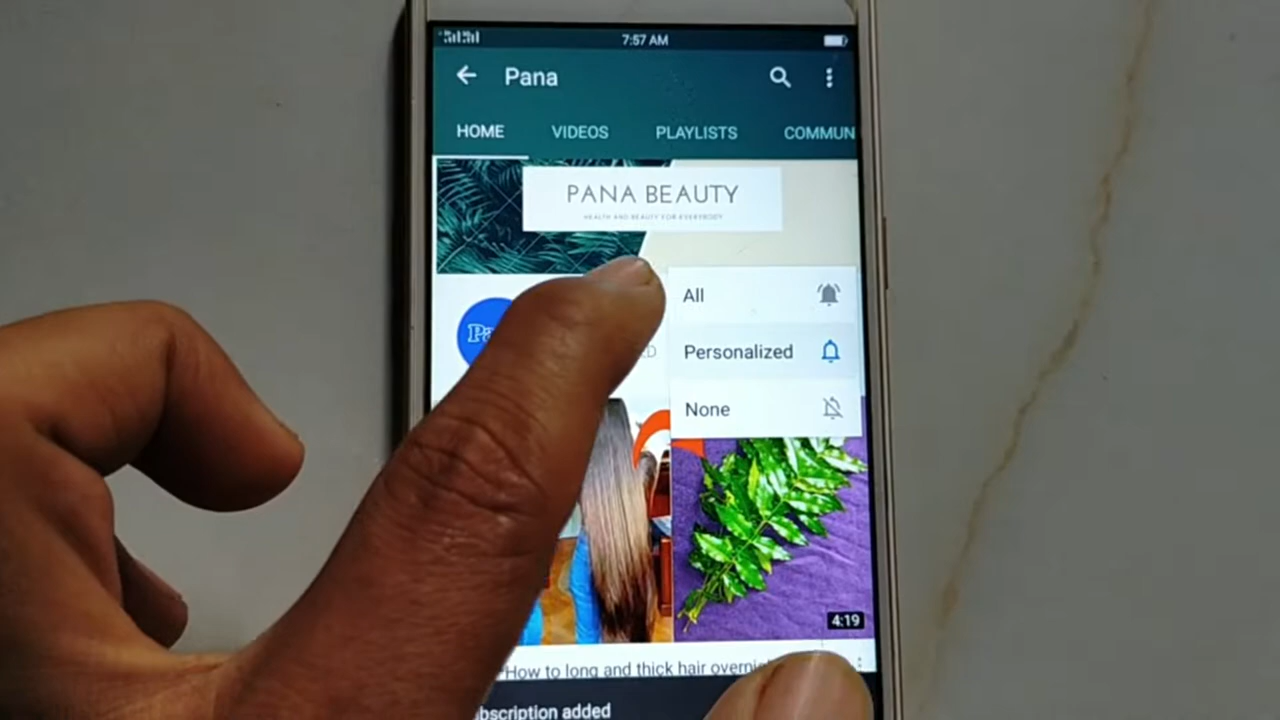 7:57 AM
Pana
HOME VIDEOS PLAYLISTS COMMUN
PANA BEAUTY
HEALTH AND BEAUTY FOR EVERYBODY
All
Personalized
None
4:19
How to long and thick hair overni
bscription added